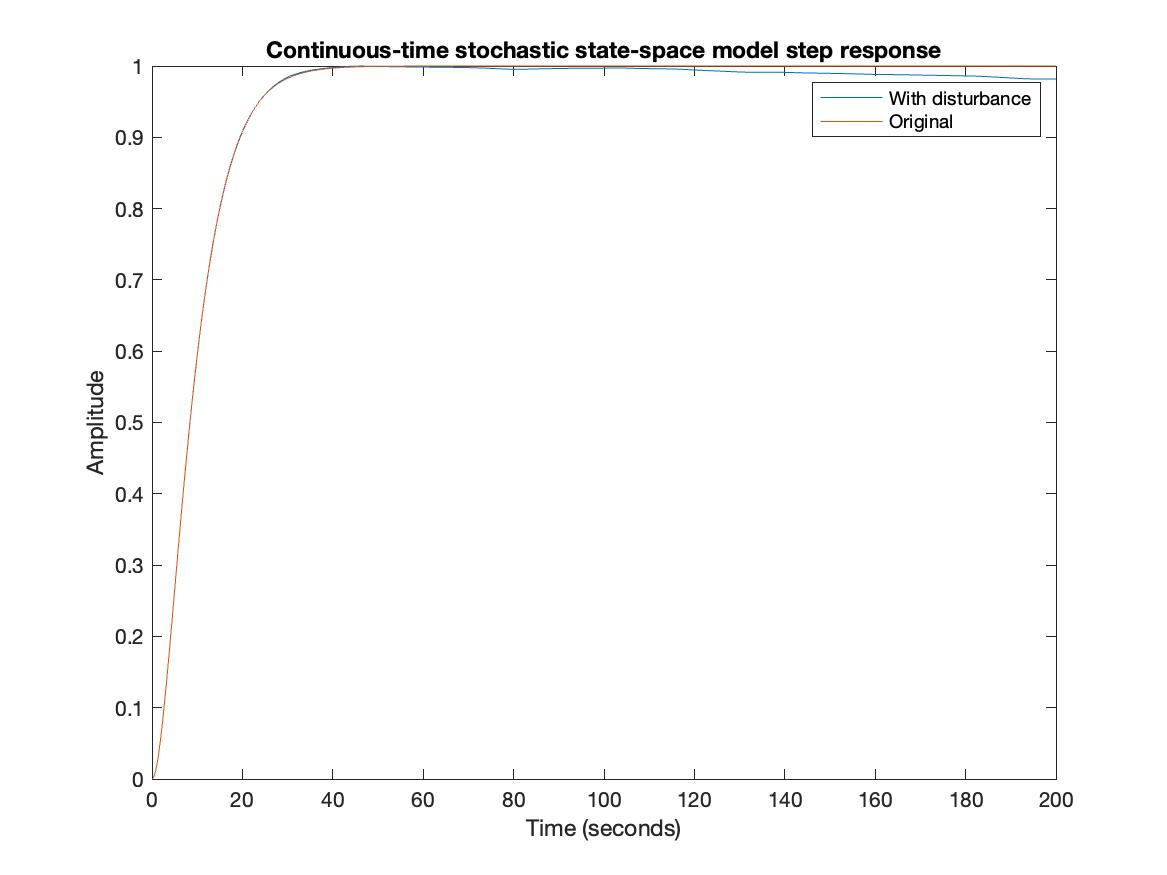 Continuous-time stochastic state-space model step response
1
0.9
0.8
0.7
0.6
0.5
0.4
0.3
0.2
0.1
0
Amplitude
With disturbance
Original
0 20 40 60 80 100 120 140 160 180 200
Time (seconds)